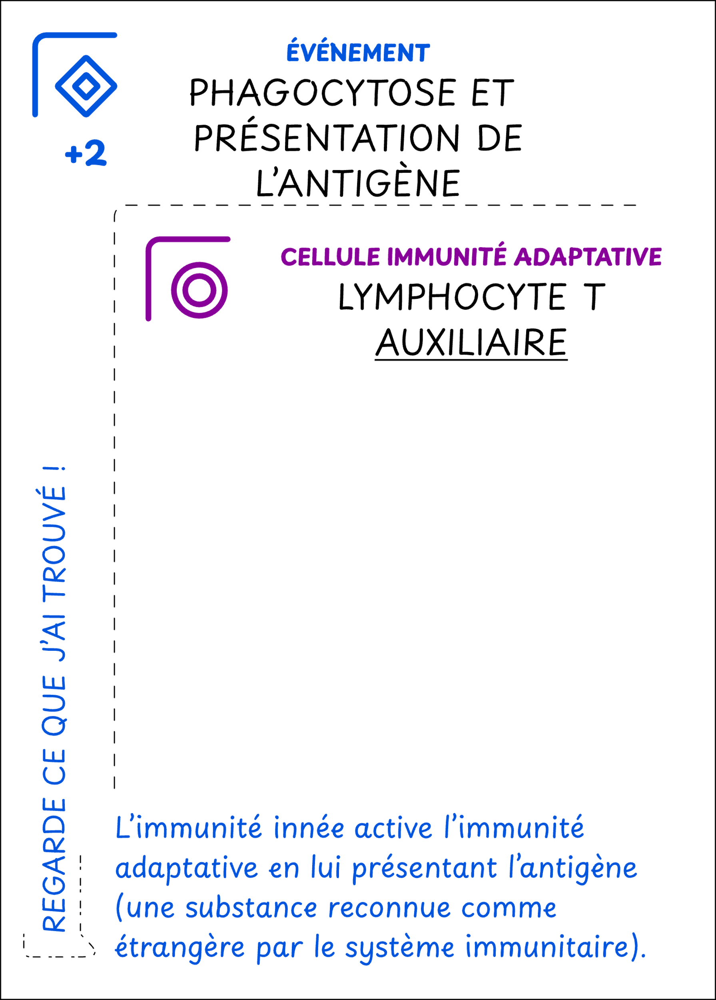 ÉVÉNEMENT
PHAGOCYTOSE ET
PRÉSENTATION DE
L’ANTIGÈNE
+2
CELLULE IMMUNITÉ ADAPTATIVE
LYMPHOCYTE T
AUXILIAIRE
REGARDE CE QUE J’AI TROUVÉ !
L’immunité innée active l’immunité
adaptative en lui présentant l’antigène
(une substance reconnue comme
étrangère par le système immunitaire).